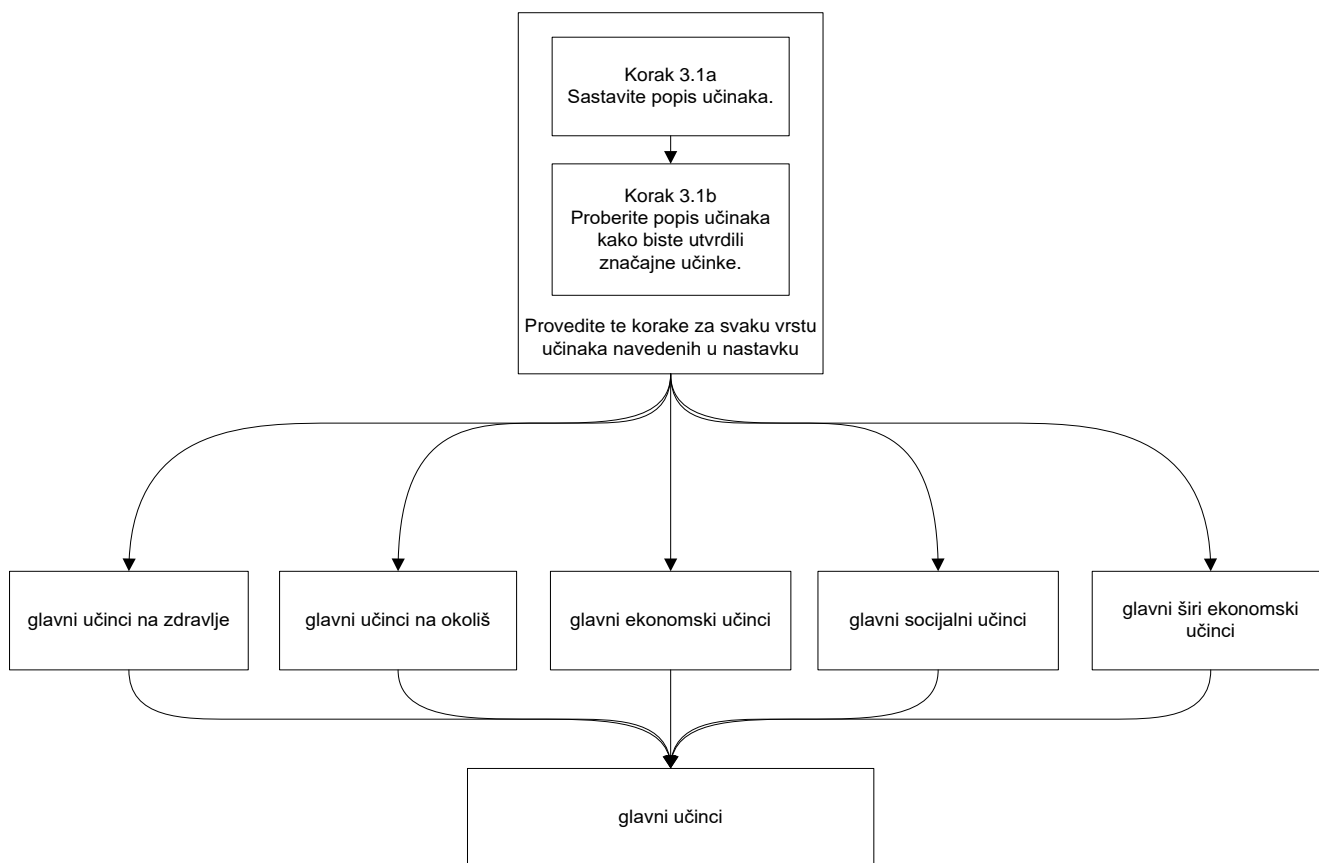 Korak 3.1a
Sastavite popis učinaka.
Korak 3.1b
Proberite popis učinaka
kako biste utvrdili
značajne učinke.
Provedite te korake za svaku vrstu
učinaka navedenih u nastavku
glavni učinci na zdravlje
glavni učinci na okoliš
glavni ekonomski učinci
glavni socijalni učinci
glavni širi ekonomski
učinci
glavni učinci